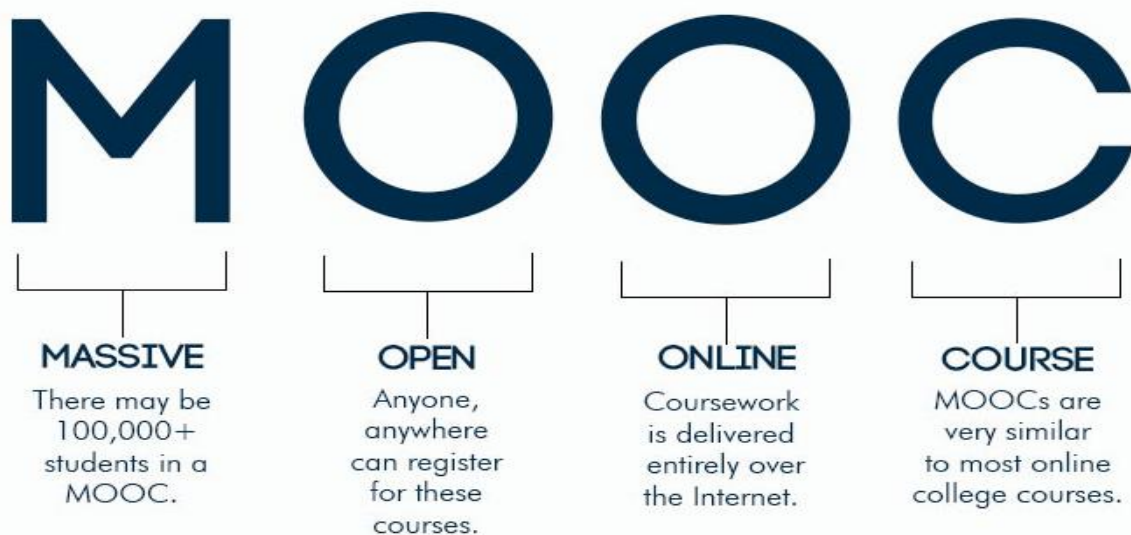 MOOC
MASSIVE
There may be
100,000+
students in a
MOOC.
OPEN
Anyone,
anywhere
can register
for these
courses.
ONLINE
Coursework
is delivered
entirely over
the Internet.
COURSE
MOOCs are
very similar
to most online
college courses.